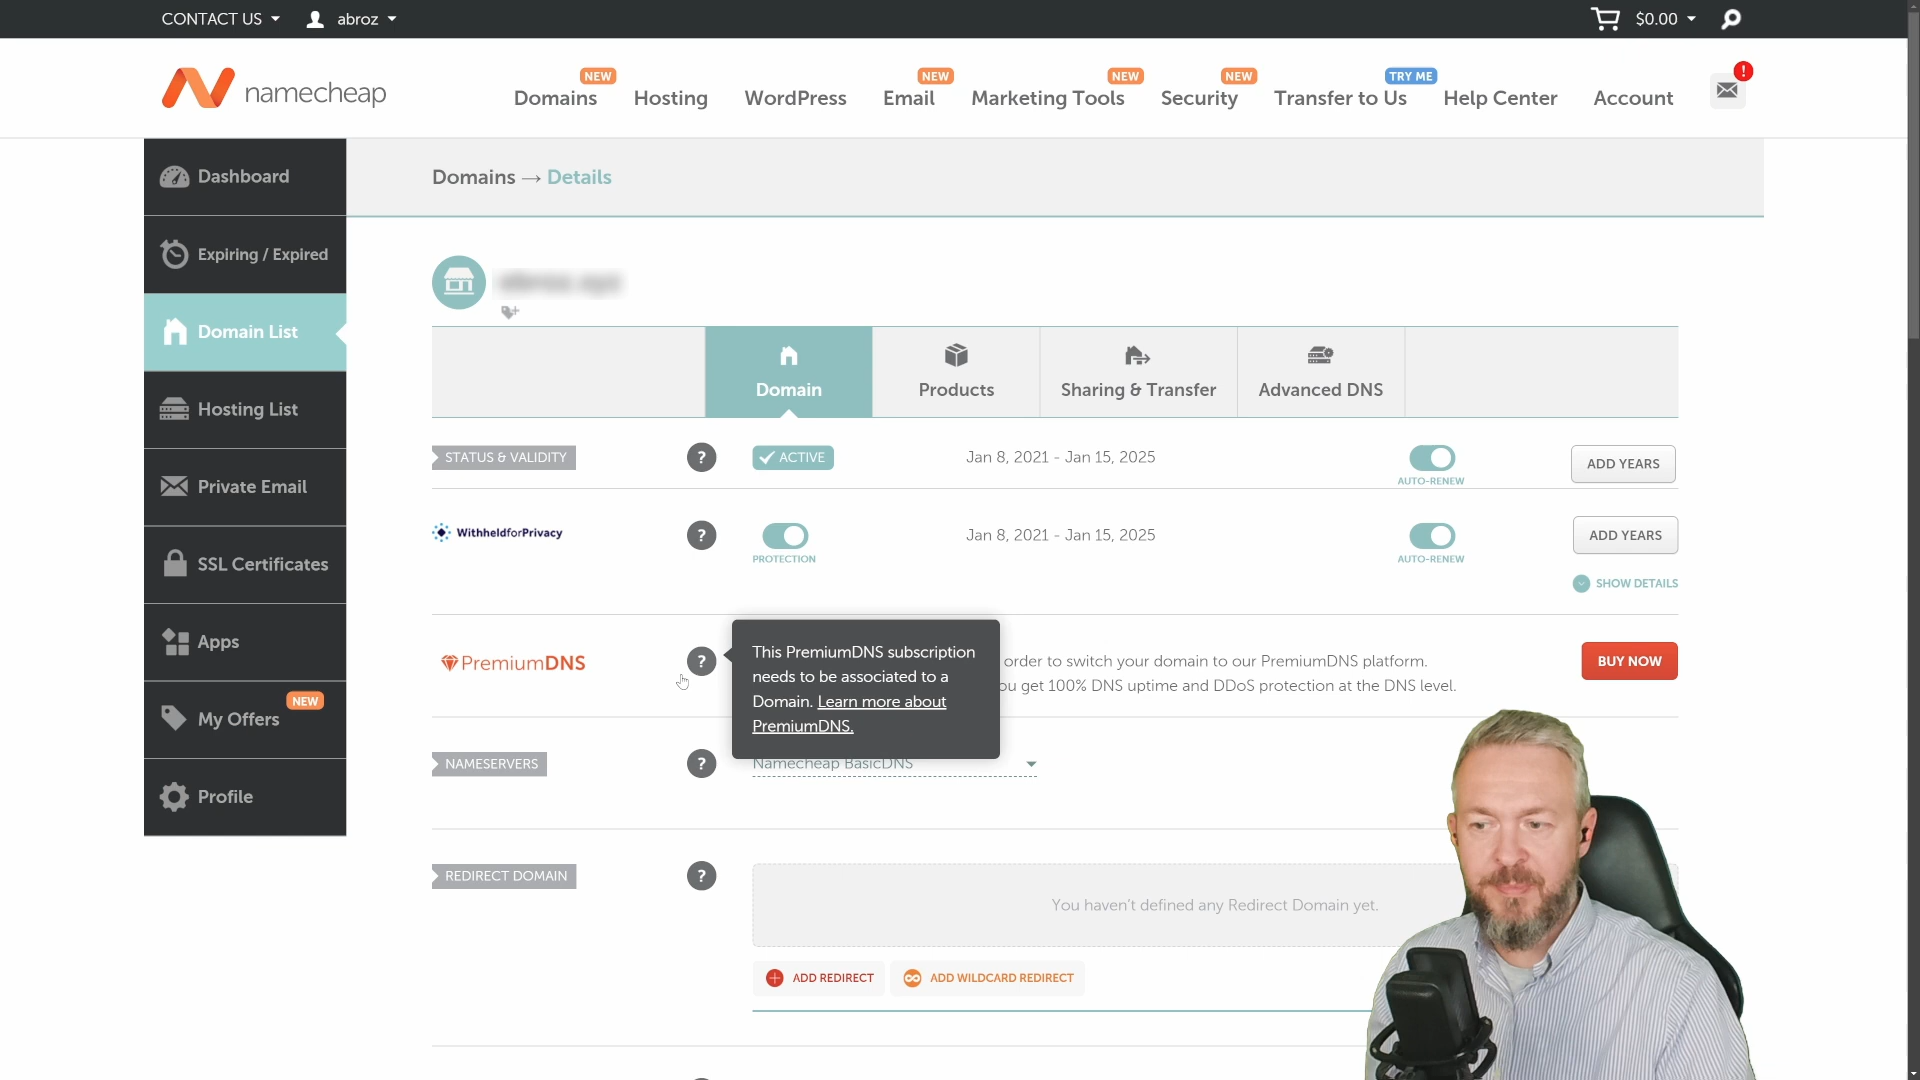 CONTACT US
abroz
$0.00
namecheap
NEW
Domains
Hosting
WordPress
NEW
Email
NEW
Marketing Tools
NEW
Security
TRY ME
Transfer to Us
Help Center
Account
!
Dashboard
Expiring / Expired
Domain List
Hosting List
Private Email
SSL Certificates
Apps
NEW
My Offers
Profile
Domains → Details
Domain
Products
Sharing & Transfer
Advanced DNS
STATUS & VALIDITY
?
ACTIVE
Jan 8, 2021 - Jan 15, 2025
AUTO-RENEW
ADD YEARS
WithheldforPrivacy
?
PROTECTION
Jan 8, 2021 - Jan 15, 2025
AUTO-RENEW
ADD YEARS
SHOW DETAILS
PremiumDNS
?
This PremiumDNS subscription
needs to be associated to a
Domain. Learn more about
PremiumDNS.
order to switch your domain to our PremiumDNS platform.
you get 100% DNS uptime and DDoS protection at the DNS level.
BUY NOW
NAMESERVERS
?
Namecheap BasicDNS
REDIRECT DOMAIN
?
You haven't defined any Redirect Domain yet.
ADD REDIRECT
ADD WILDCARD REDIRECT